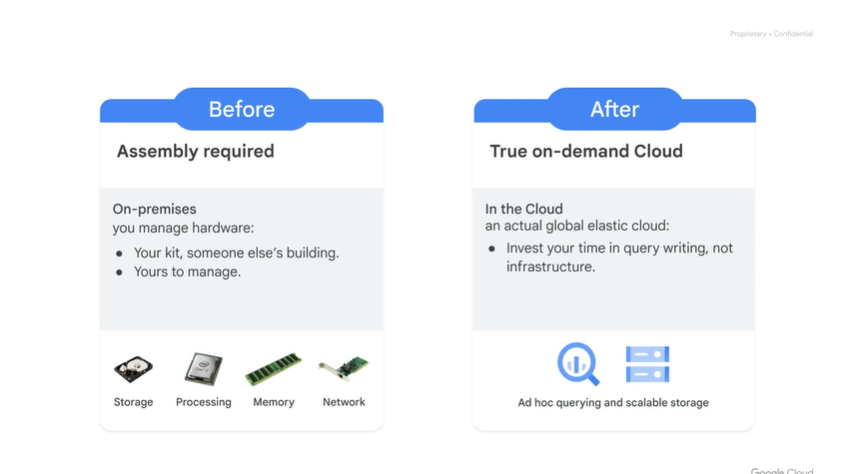 Proprietary + Confidential
Before
Assembly required
On-premises
you manage hardware:
● Your kit, someone else's building.
● Yours to manage.
Storage
Processing
Memory
Network
After
True on-demand Cloud
In the Cloud
an actual global elastic cloud:
● Invest your time in query writing, not
infrastructure.
Ad hoc querying and scalable storage
Google Cloud